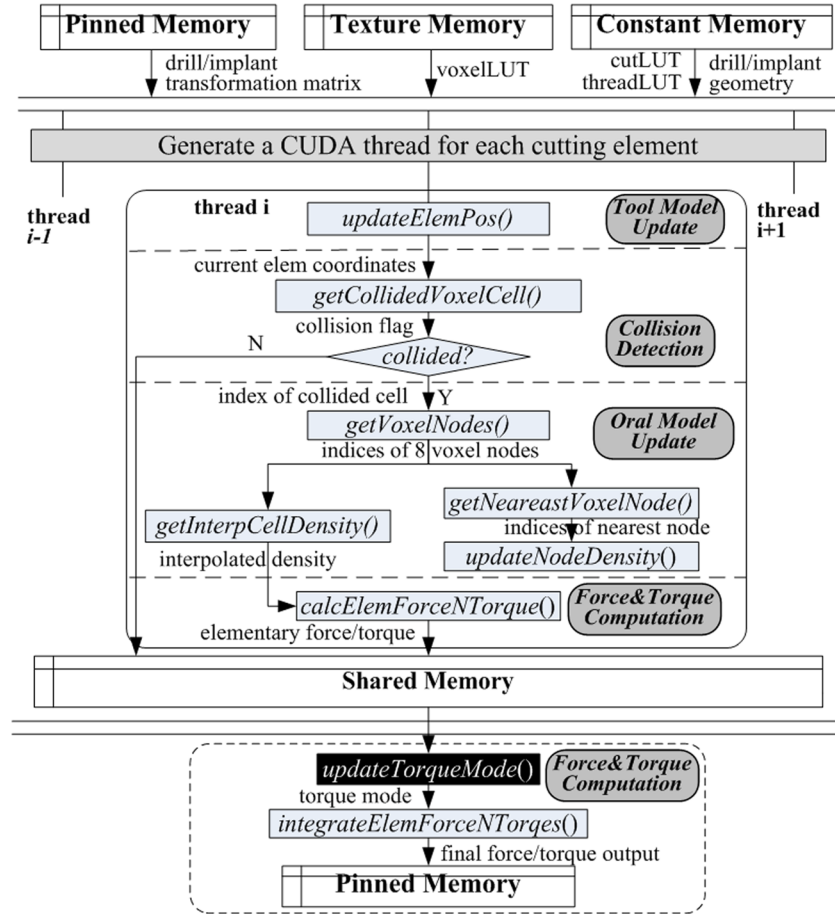 Pinned Memory
Texture Memory
Constant Memory
drill/implant
transformation matrix
voxelLUT
cutLUT
threadLUT
drill/implant
geometry
Generate a CUDA thread for each cutting element
thread
i-1
thread i
thread
i+1
updateElemPos()
Tool Model
Update
current elem coordinates
getCollidedVoxelCell()
collision flag
Collision
Detection
N
collided?
index of collided cell
Y
getVoxelNodes()
Oral Model
Update
indices of 8 voxel nodes
getInterpCellDensity()
getNeareastVoxelNode()
indices of nearest node
interpolated density
updateNodeDensity()
calcElemForceNTorque()
Force&Torque
Computation
elementary force/torque
Shared Memory
updateTorqueMode()
Force&Torque
Computation
torque mode
integrateElemForceNTorqes()
final force/torque output
Pinned Memory